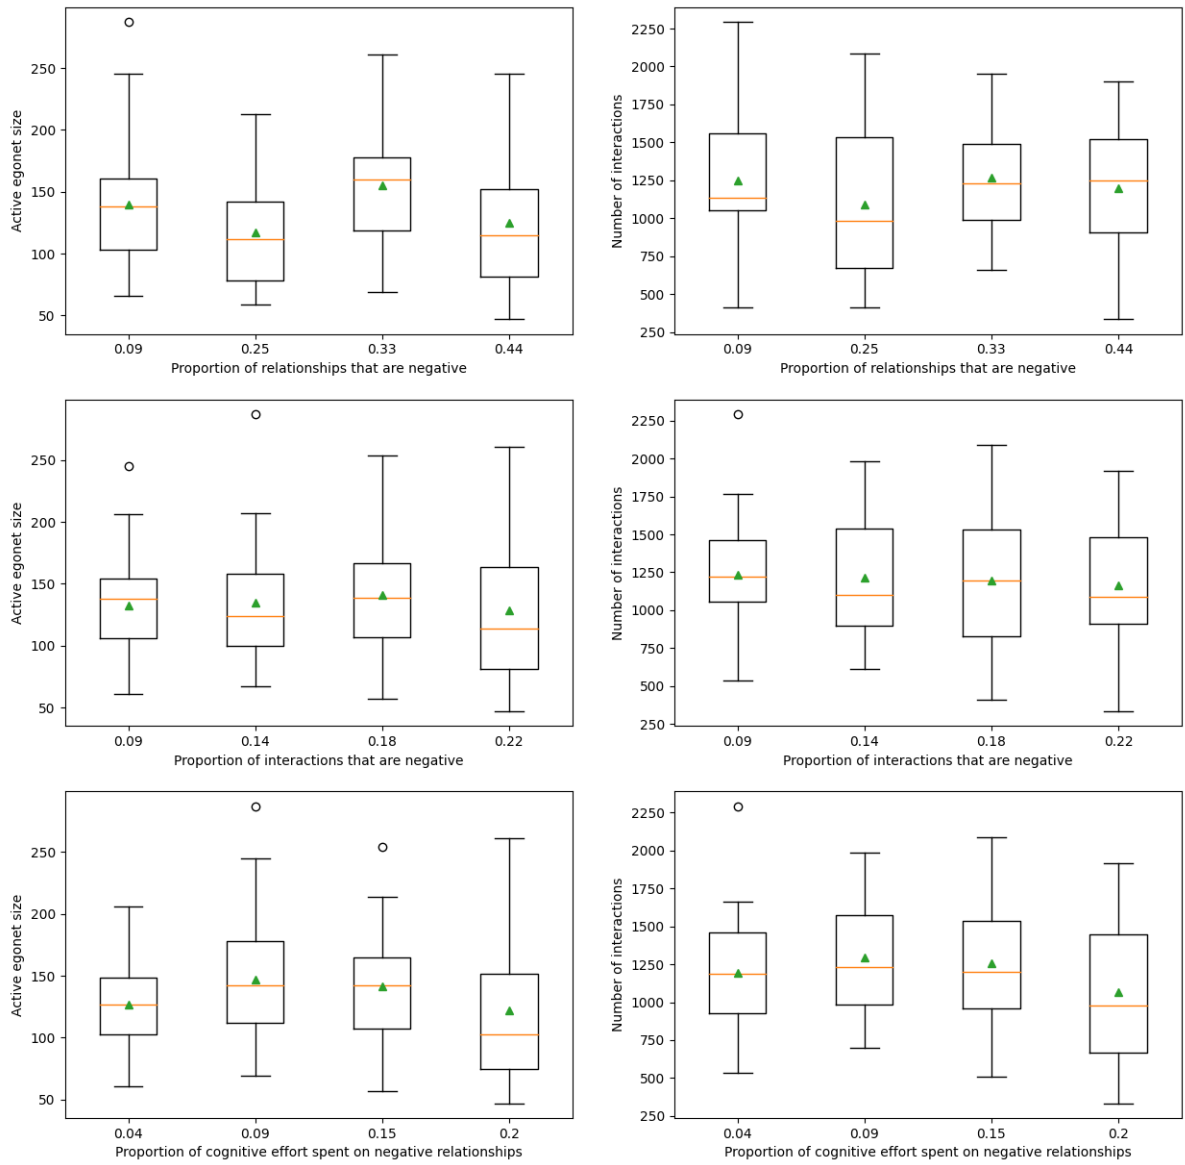 Active egonet size
250
200
150
100
50
0.09 0.25 0.33 0.44
Proportion of relationships that are negative
Number of interactions
2250
2000
1750
1500
1250
1000
750
500
250
0.09 0.25 0.33 0.44
Proportion of relationships that are negative
Active egonet size
250
200
150
100
50
0.09 0.14 0.18 0.22
Proportion of interactions that are negative
Number of interactions
2250
2000
1750
1500
1250
1000
750
500
250
0.09 0.14 0.18 0.22
Proportion of interactions that are negative
Active egonet size
250
200
150
100
50
0.04 0.09 0.15 0.2
Proportion of cognitive effort spent on negative relationships
Number of interactions
2250
2000
1750
1500
1250
1000
750
500
250
0.04 0.09 0.15 0.2
Proportion of cognitive effort spent on negative relationships